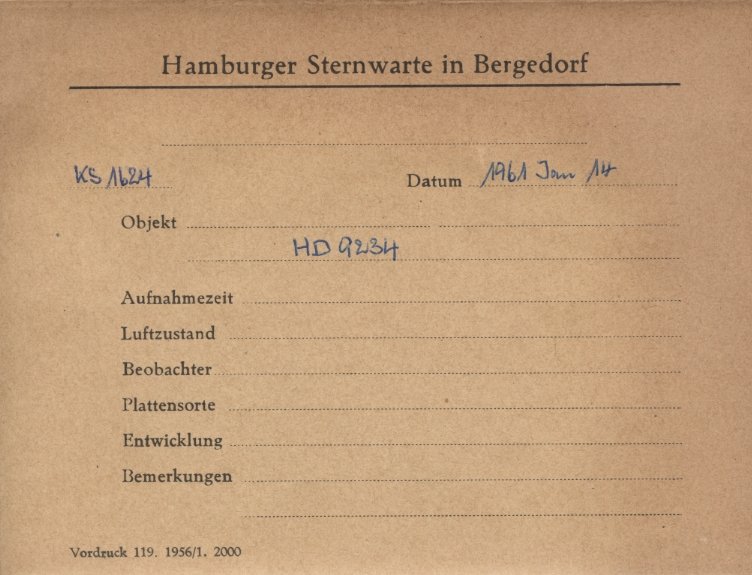 Hamburger Sternwarte in Bergedorf
KS 1624 Datum 1961 Jan 14
Objekt
HD 9234
Aufnahmezeit
Luftzustand
Beobachter
Plattensorte
Entwicklung
Bemerkungen
Vordruck 119. 1956/1. 2000